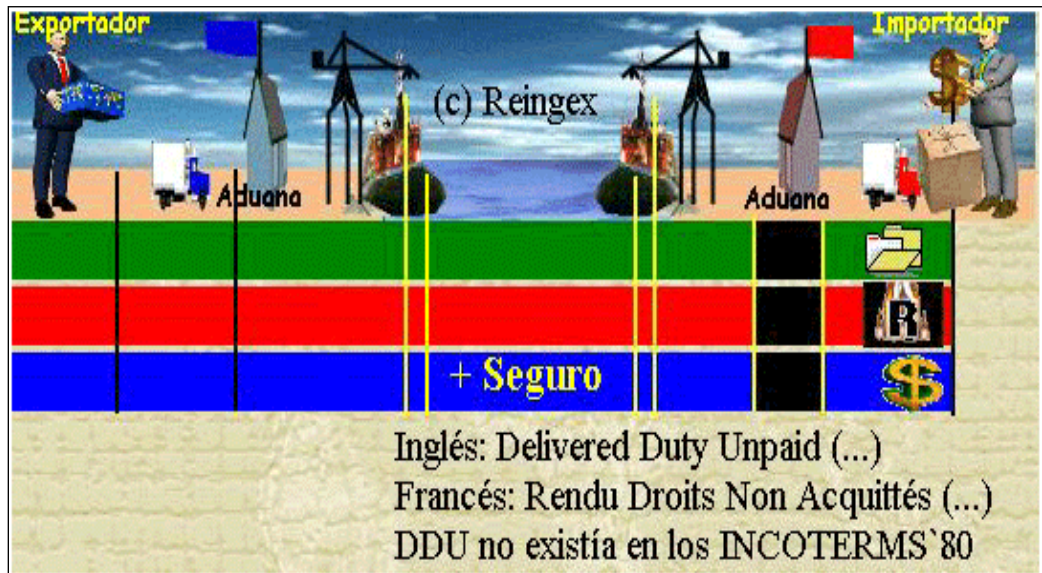 Exportador
Importador
(c) Reingex
Aduana
Aduana
R
$
+ Seguro
$
Inglés: Delivered Duty Unpaid (...)
Francés: Rendu Droits Non Acquittés (...)
DDU no existía en los INCOTERMS`80